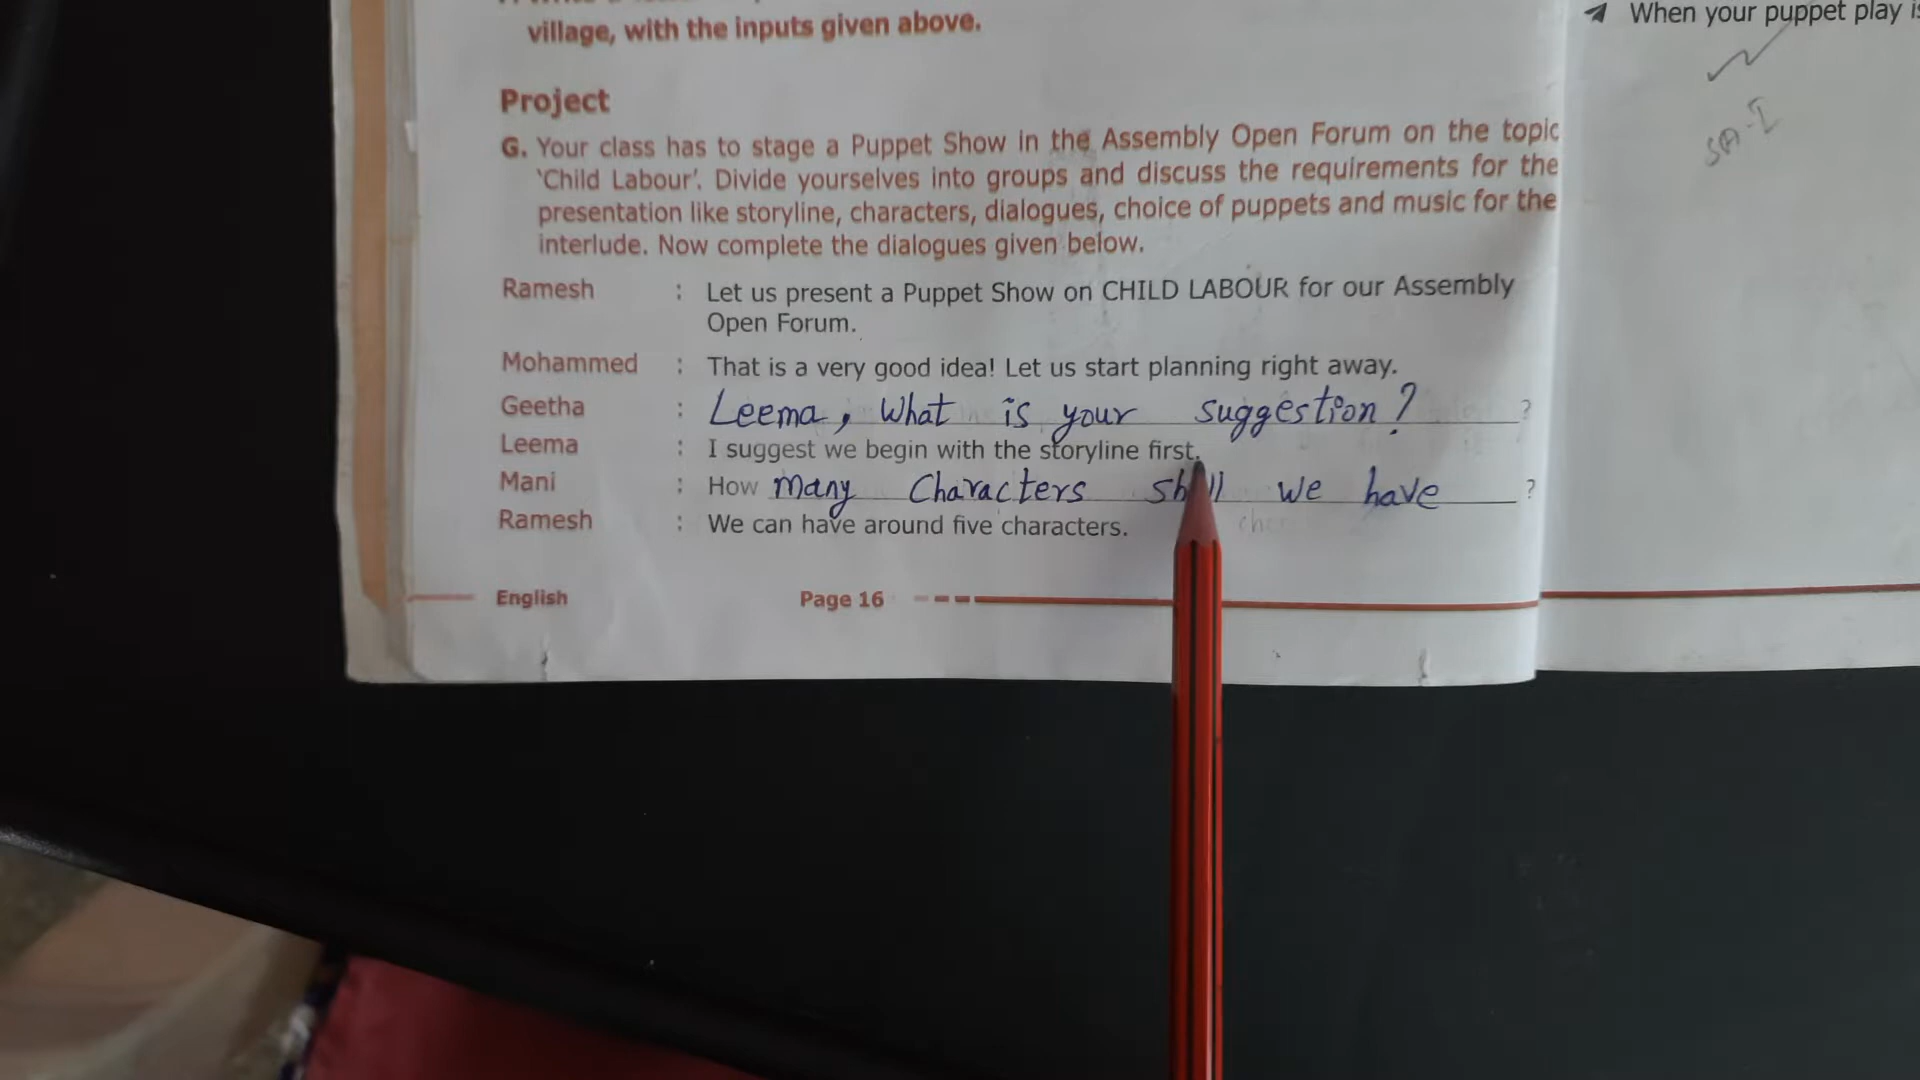 village, with the inputs given above.
When your puppet play
Project
G. Your class has to stage a Puppet Show in the Assembly Open Forum on the topic
'Child Labour'. Divide yourselves into groups and discuss the requirements for the
presentation like storyline, characters, dialogues, choice of puppets and music for the
interlude. Now complete the dialogues given below.
Ramesh : Let us present a Puppet Show on CHILD LABOUR for our Assembly
Open Forum.
Mohammed : That is a very good idea! Let us start planning right away.
Geetha : Leema, What is your suggestion? ?
Leema : I suggest we begin with the storyline first.
Mani : How many Characters shall we have ?
Ramesh : We can have around five characters.
SA-I
English Page 16